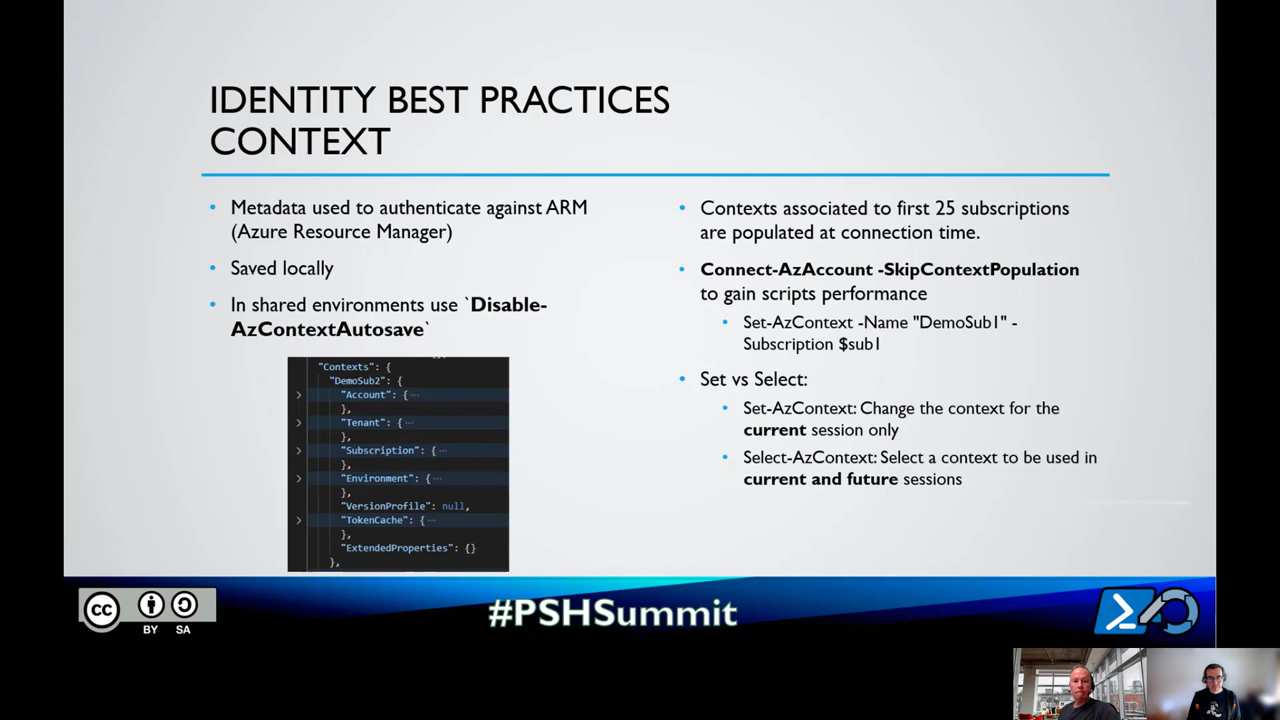 IDENTITY BEST PRACTICES
CONTEXT
• Metadata used to authenticate against ARM
(Azure Resource Manager)
• Saved locally
• In shared environments use `Disable-
AzContextAutosave`
"Contexts": {
"DemoSub2": {
"Account": { ...
},
"Tenant": { ...
},
"Subscription": { ...
},
"Environment": { ...
},
"VersionProfile": null,
"TokenCache": { ...
},
"ExtendedProperties": {}
},
• Contexts associated to first 25 subscriptions
are populated at connection time.
• Connect-AzAccount -SkipContextPopulation
to gain scripts performance
• Set-AzContext -Name "DemoSub1" -
Subscription $sub1
• Set vs Select:
• Set-AzContext: Change the context for the
current session only
• Select-AzContext: Select a context to be used in
current and future sessions
cc
BY SA
#PSHSummit